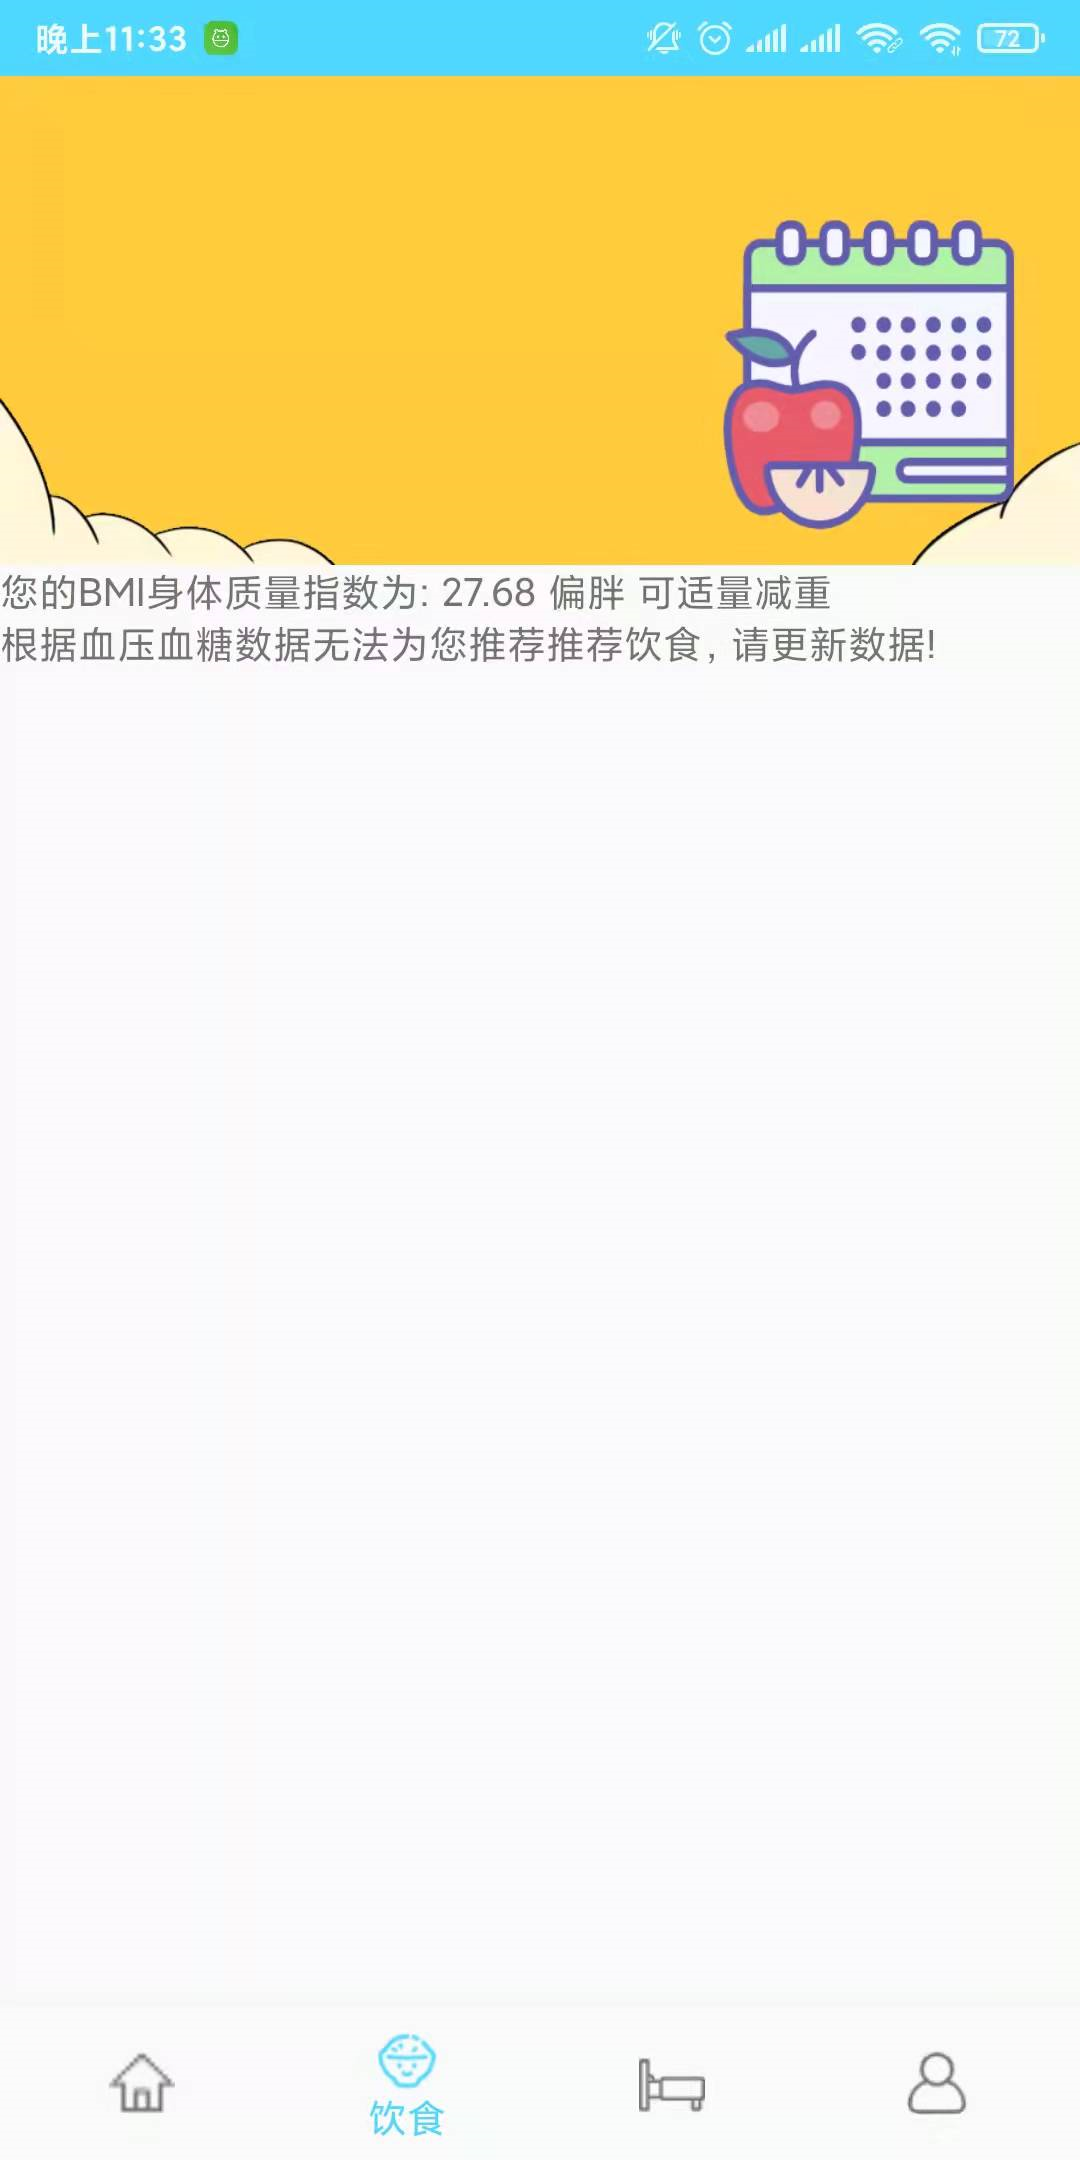 晚上11:33
72
您的BMI身体质量指数为: 27.68 偏胖 可适量减重
根据血压血糖数据无法为您推荐推荐饮食, 请更新数据!
饮食